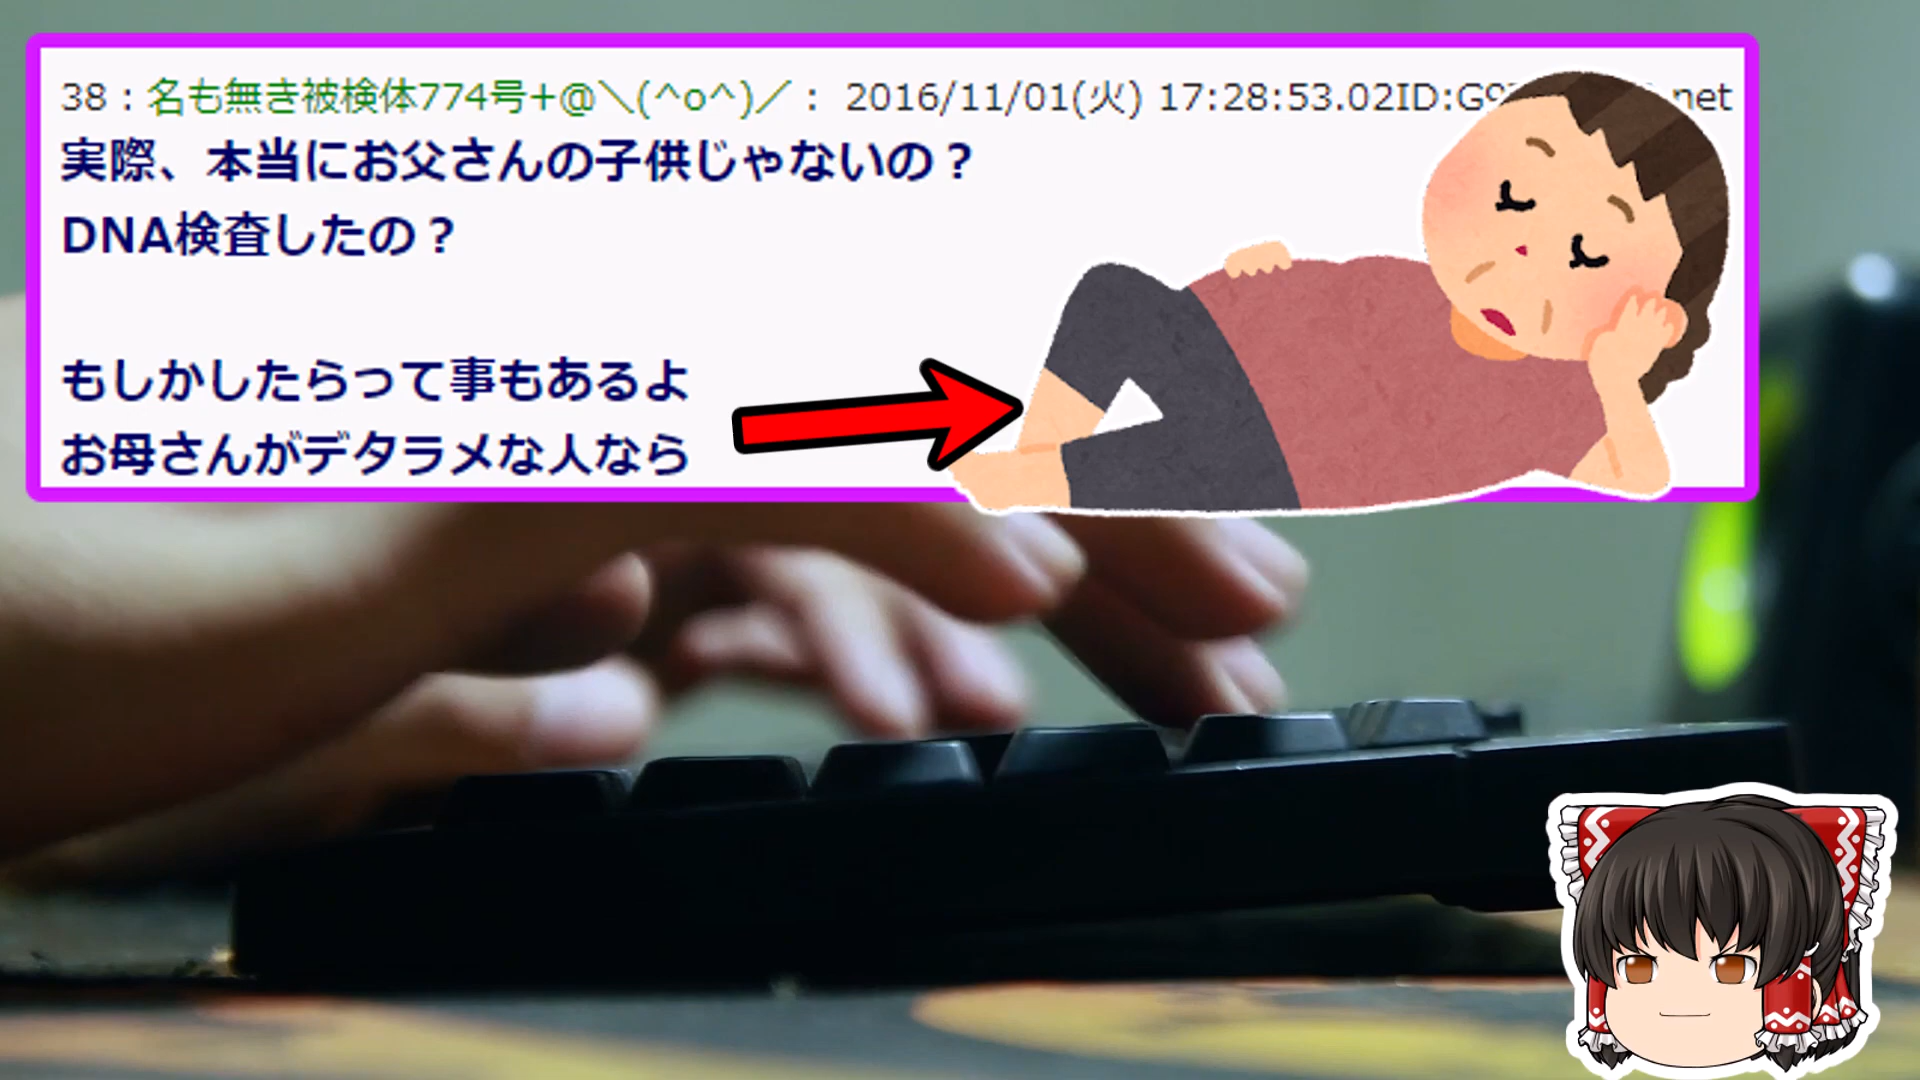 38 : 名も無き被検体774号+@＼(^o^)／ : 2016/11/01(火) 17:28:53.02ID:G9 net
実際、本当にお父さんの子供じゃないの？
DNA検査したの？
もしかしたらって事もあるよ
お母さんがデタラメな人なら